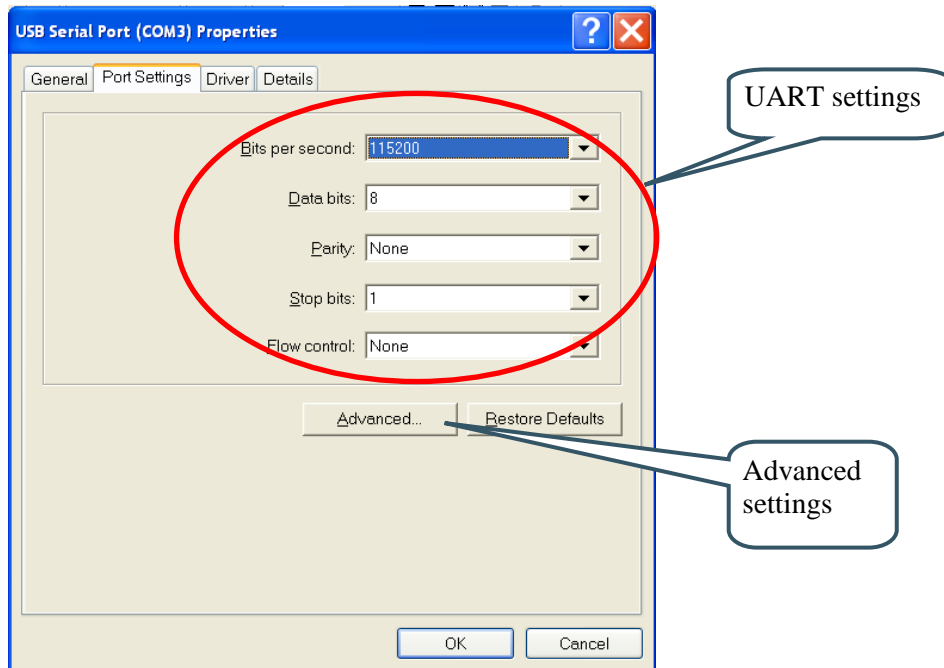 USB Serial Port (COM3) Properties
General Port Settings Driver Details
UART settings
Bits per second: 115200
Data bits: 8
Parity: None
Stop bits: 1
Flow control: None
Advanced... Restore Defaults
Advanced
settings
OK Cancel